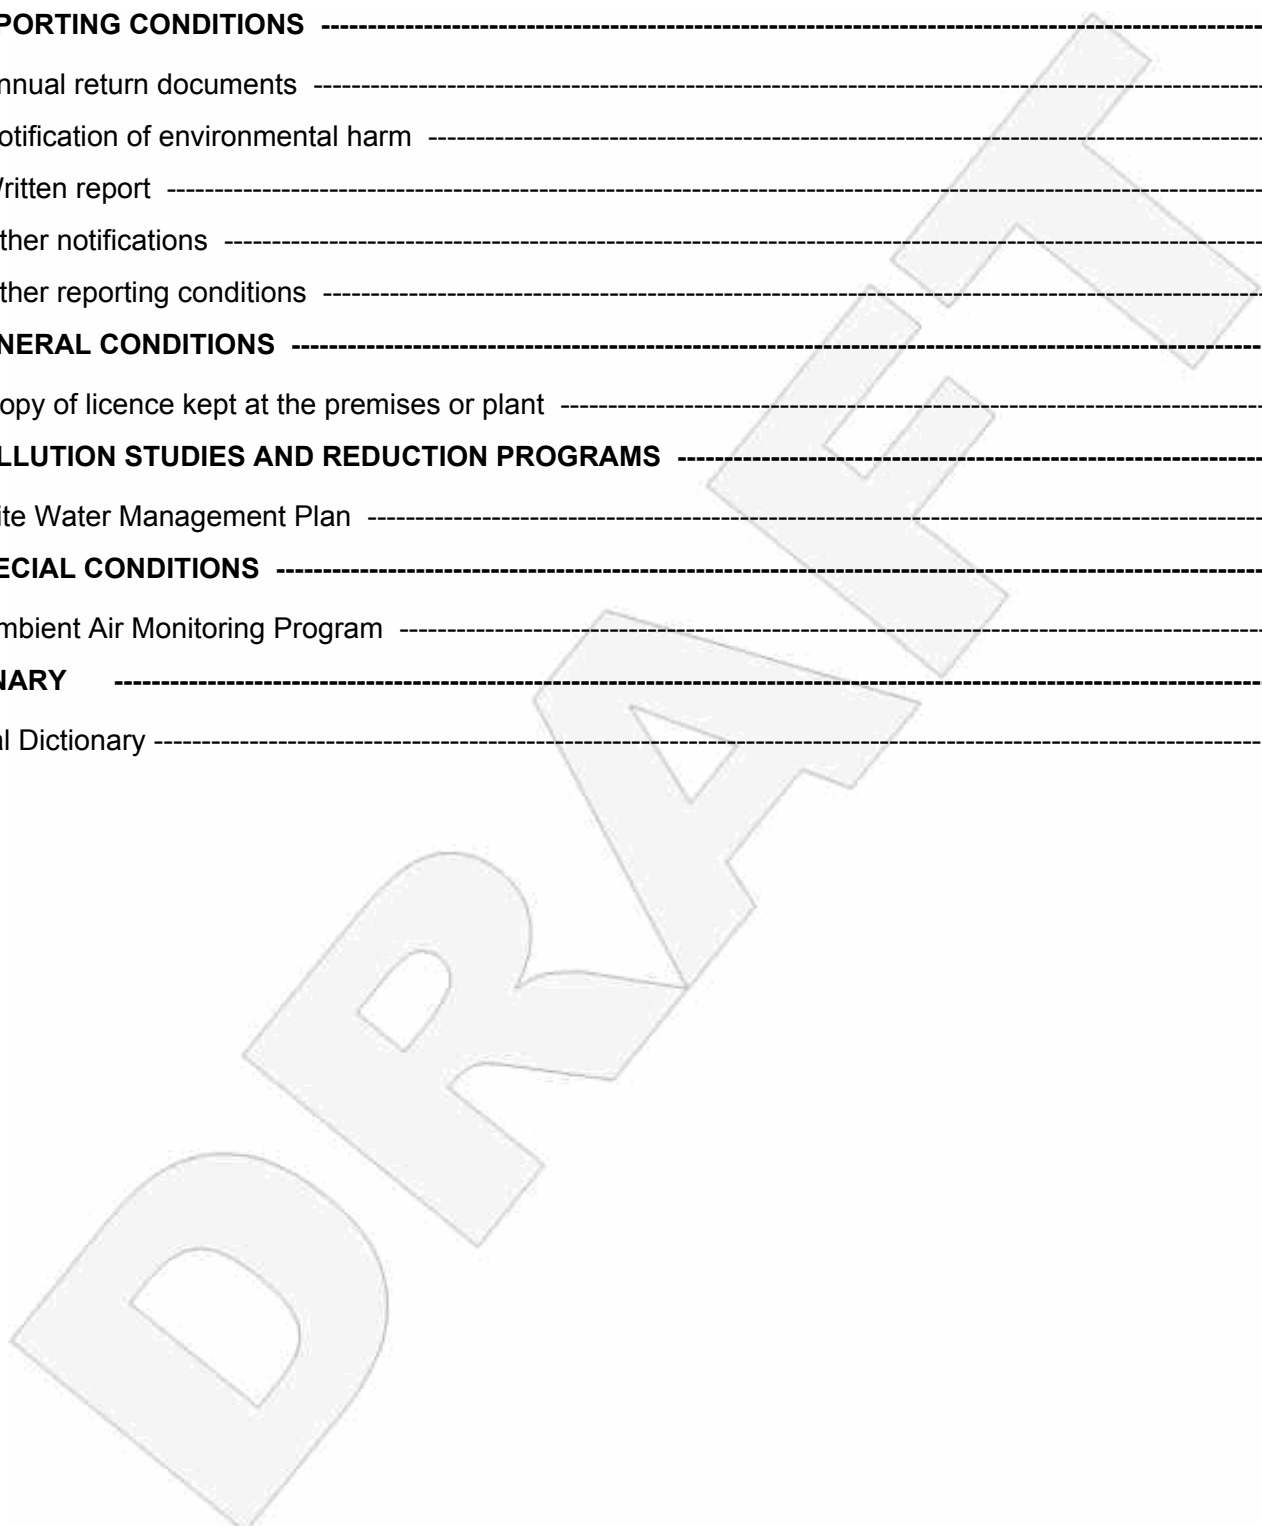 PORTING CONDITIONS ------------------------------------------------------------
nnual return documents ------------------------------------------------------------
otification of environmental harm ------------------------------------------------------------
ritten report ------------------------------------------------------------
ther notifications ------------------------------------------------------------
ther reporting conditions ------------------------------------------------------------
NERAL CONDITIONS ------------------------------------------------------------
opy of licence kept at the premises or plant ------------------------------------------------------------
LLUTION STUDIES AND REDUCTION PROGRAMS ------------------------------------------------------------
ite Water Management Plan ------------------------------------------------------------
ECIAL CONDITIONS ------------------------------------------------------------
mbient Air Monitoring Program ------------------------------------------------------------
NARY ------------------------------------------------------------
al Dictionary ------------------------------------------------------------
DRAFT